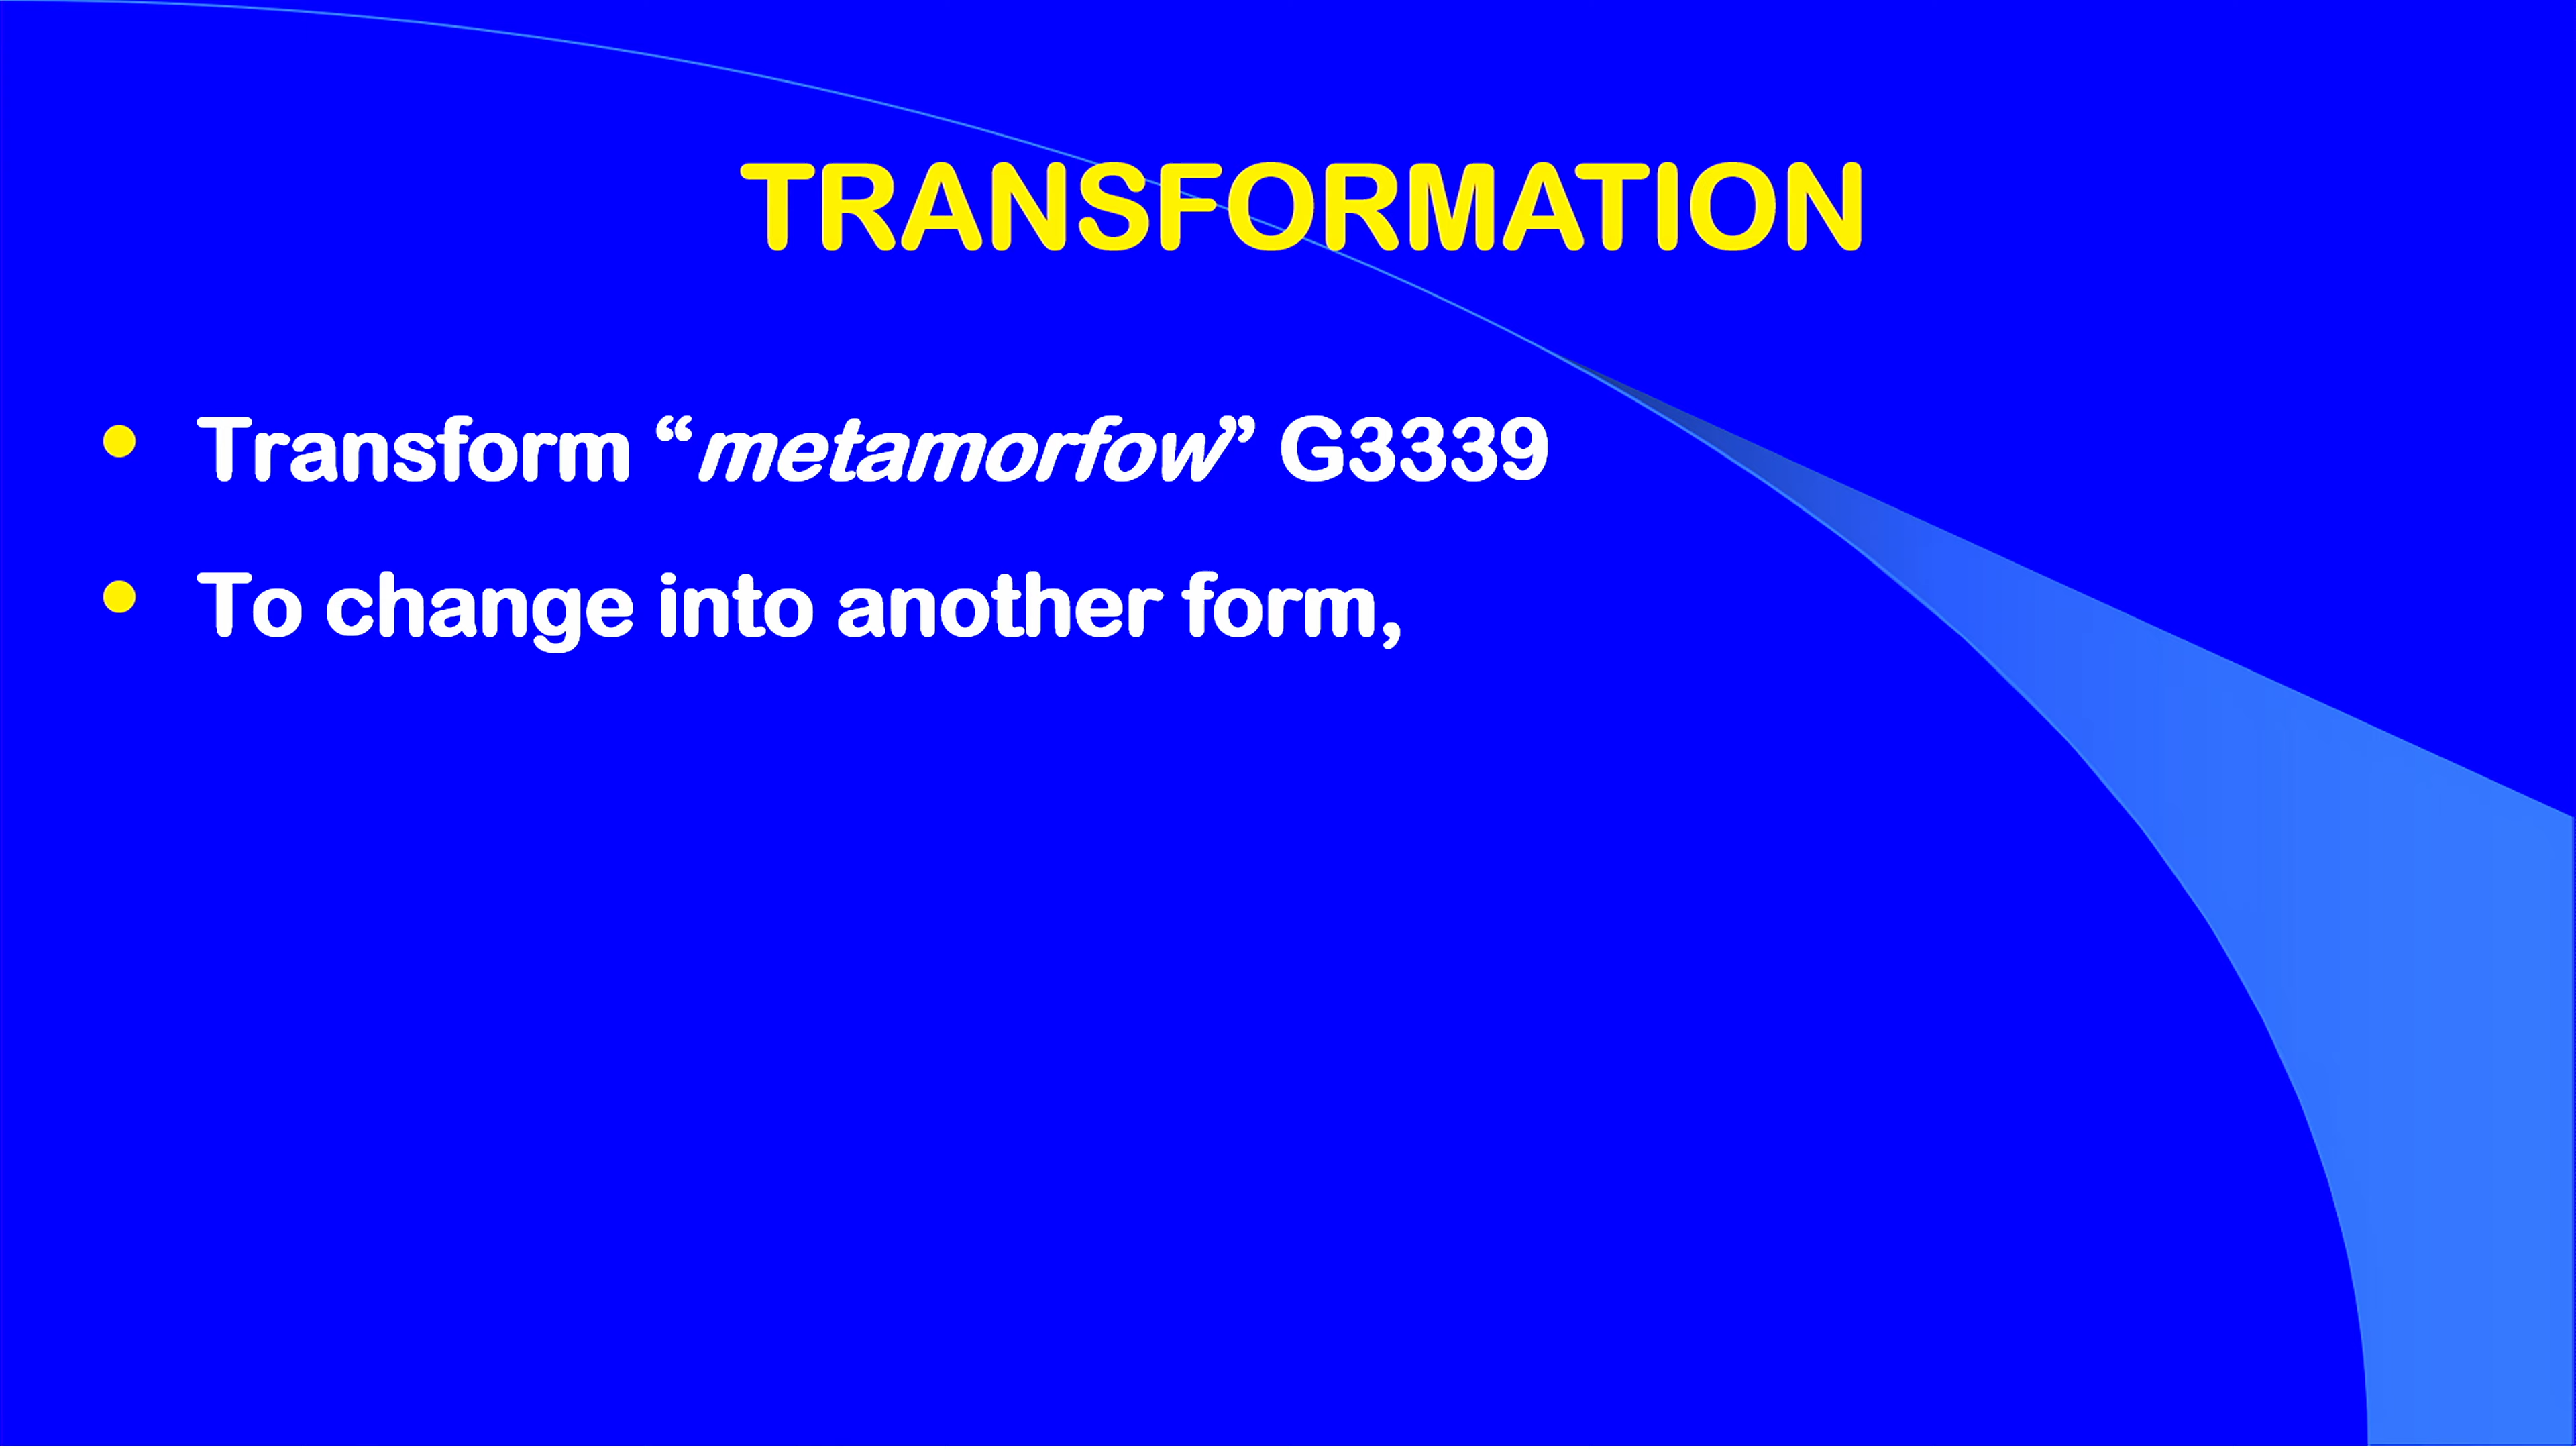 TRANSFORMATION
• Transform “metamorfow” G3339
• To change into another form,